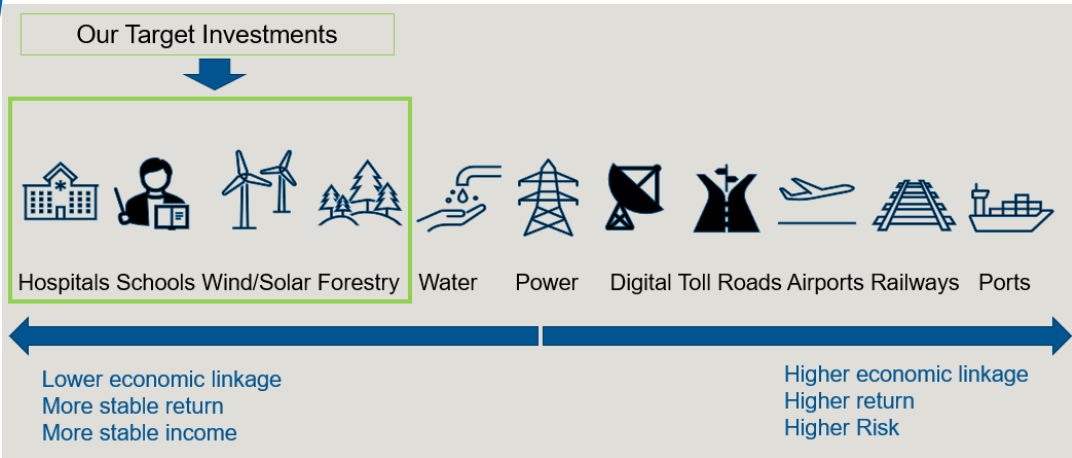 Our Target Investments
Hospitals Schools Wind/Solar Forestry Water Power Digital Toll Roads Airports Railways Ports
Lower economic linkage
More stable return
More stable income
Higher economic linkage
Higher return
Higher Risk